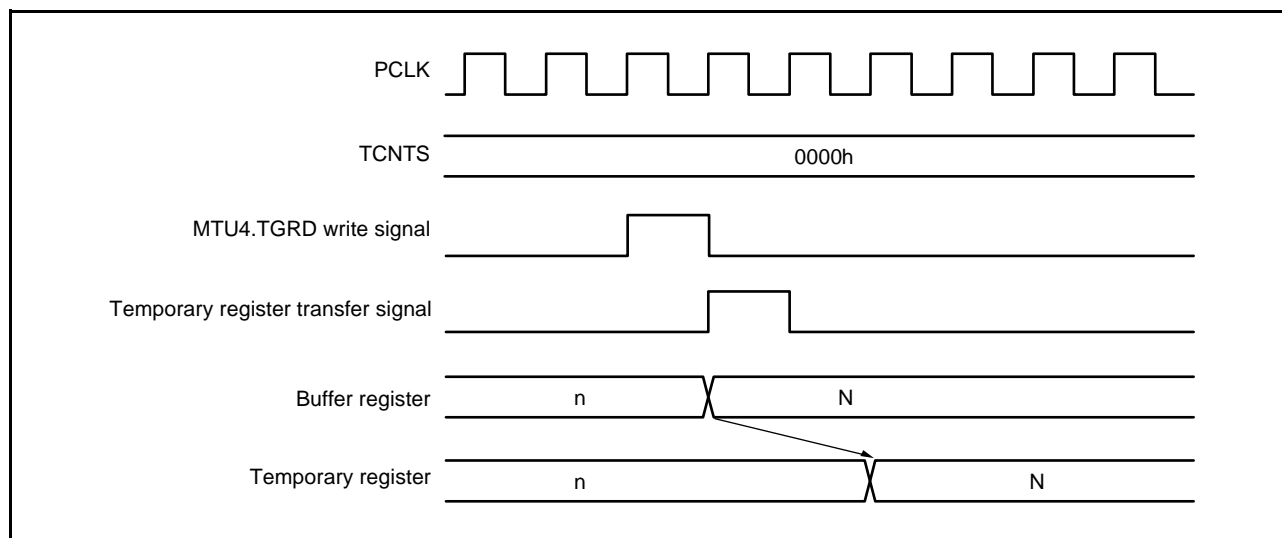 PCLK
TCNTS
0000h
MTU4.TGRD write signal
Temporary register transfer signal
Buffer register
n
N
Temporary register
n
N